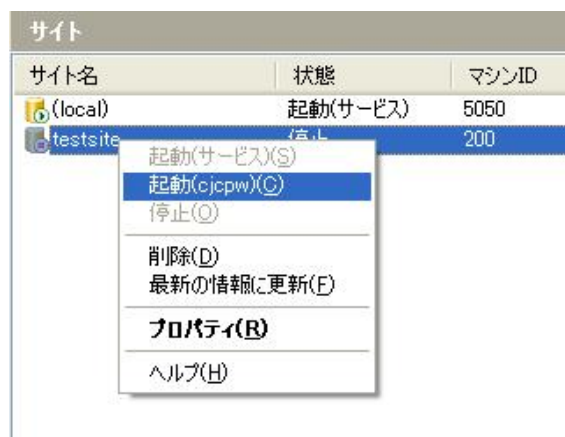 サイト
サイト名 状態 マシンID
(local) 起動(サービス) 5050
testsite 停止 200
起動(サービス)(S)
起動(cjcpw)(C)
停止(O)
削除(D)
最新の情報に更新(F)
プロパティ(R)
ヘルプ(H)